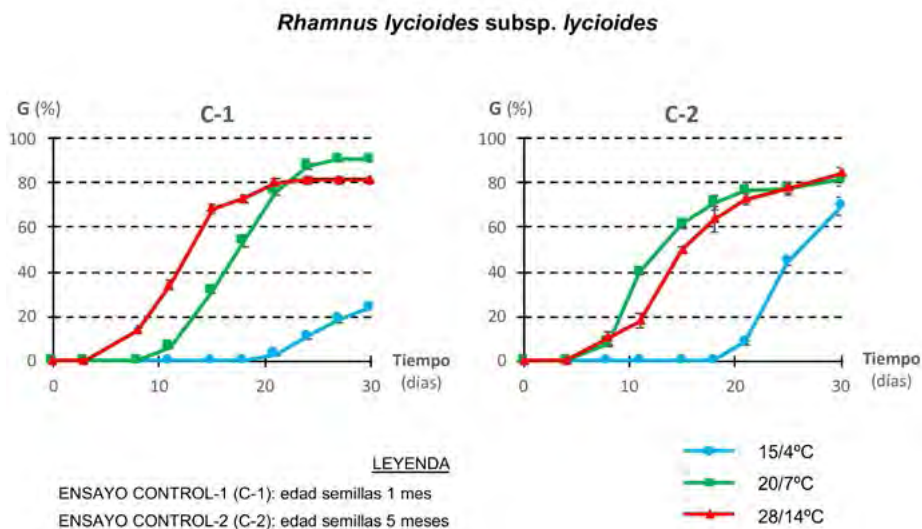 Rhamnus lycioides subsp. lycioides
G (%)
C-1
100
80
60
40
20
0
0
10
20
30
Tiempo
(días)
G (%)
C-2
100
80
60
40
20
0
0
10
20
30
Tiempo
(días)
LEYENDA
ENSAYO CONTROL-1 (C-1): edad semillas 1 mes
ENSAYO CONTROL-2 (C-2): edad semillas 5 meses
15/4ºC
20/7ºC
28/14ºC